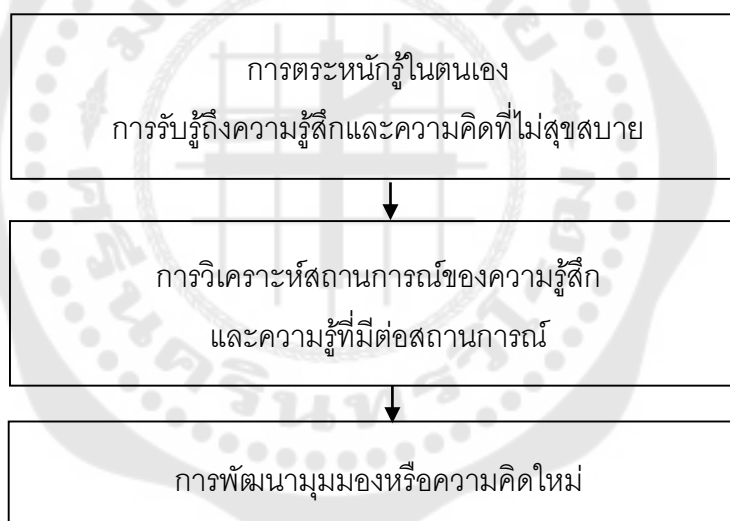 การตระหนักรู้ในตนเอง
การรับรู้ถึงความรู้สึกและความคิดที่ไม่สุขสบาย
การวิเคราะห์สถานการณ์ของความรู้สึก
และความรู้ที่มีต่อสถานการณ์
การพัฒนามุมมองหรือความคิดใหม่